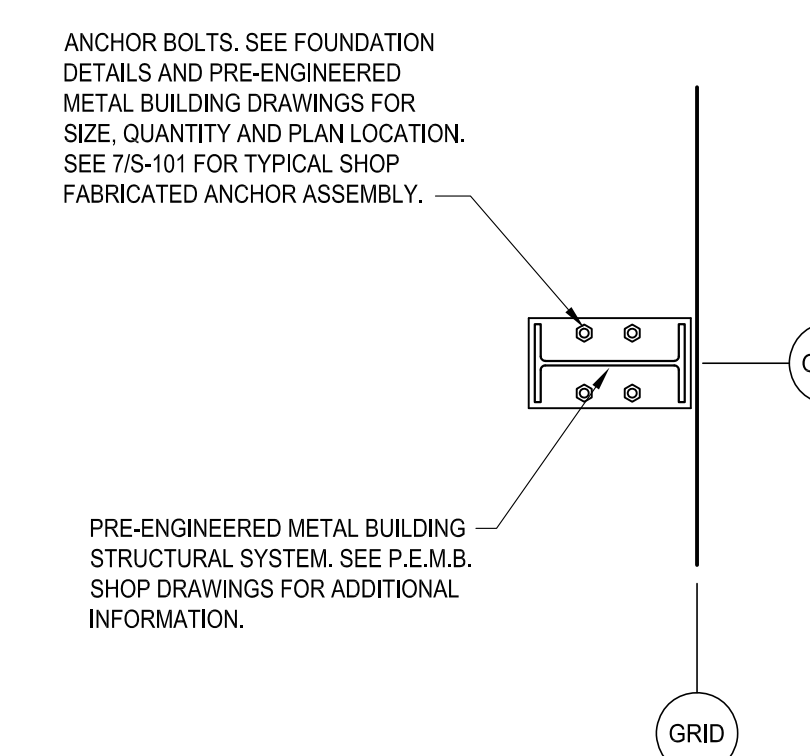 ANCHOR BOLTS. SEE FOUNDATION
DETAILS AND PRE-ENGINEERED
METAL BUILDING DRAWINGS FOR
SIZE, QUANTITY AND PLAN LOCATION.
SEE 7/S-101 FOR TYPICAL SHOP
FABRICATED ANCHOR ASSEMBLY.
PRE-ENGINEERED METAL BUILDING
STRUCTURAL SYSTEM. SEE P.E.M.B.
SHOP DRAWINGS FOR ADDITIONAL
INFORMATION.
GRID